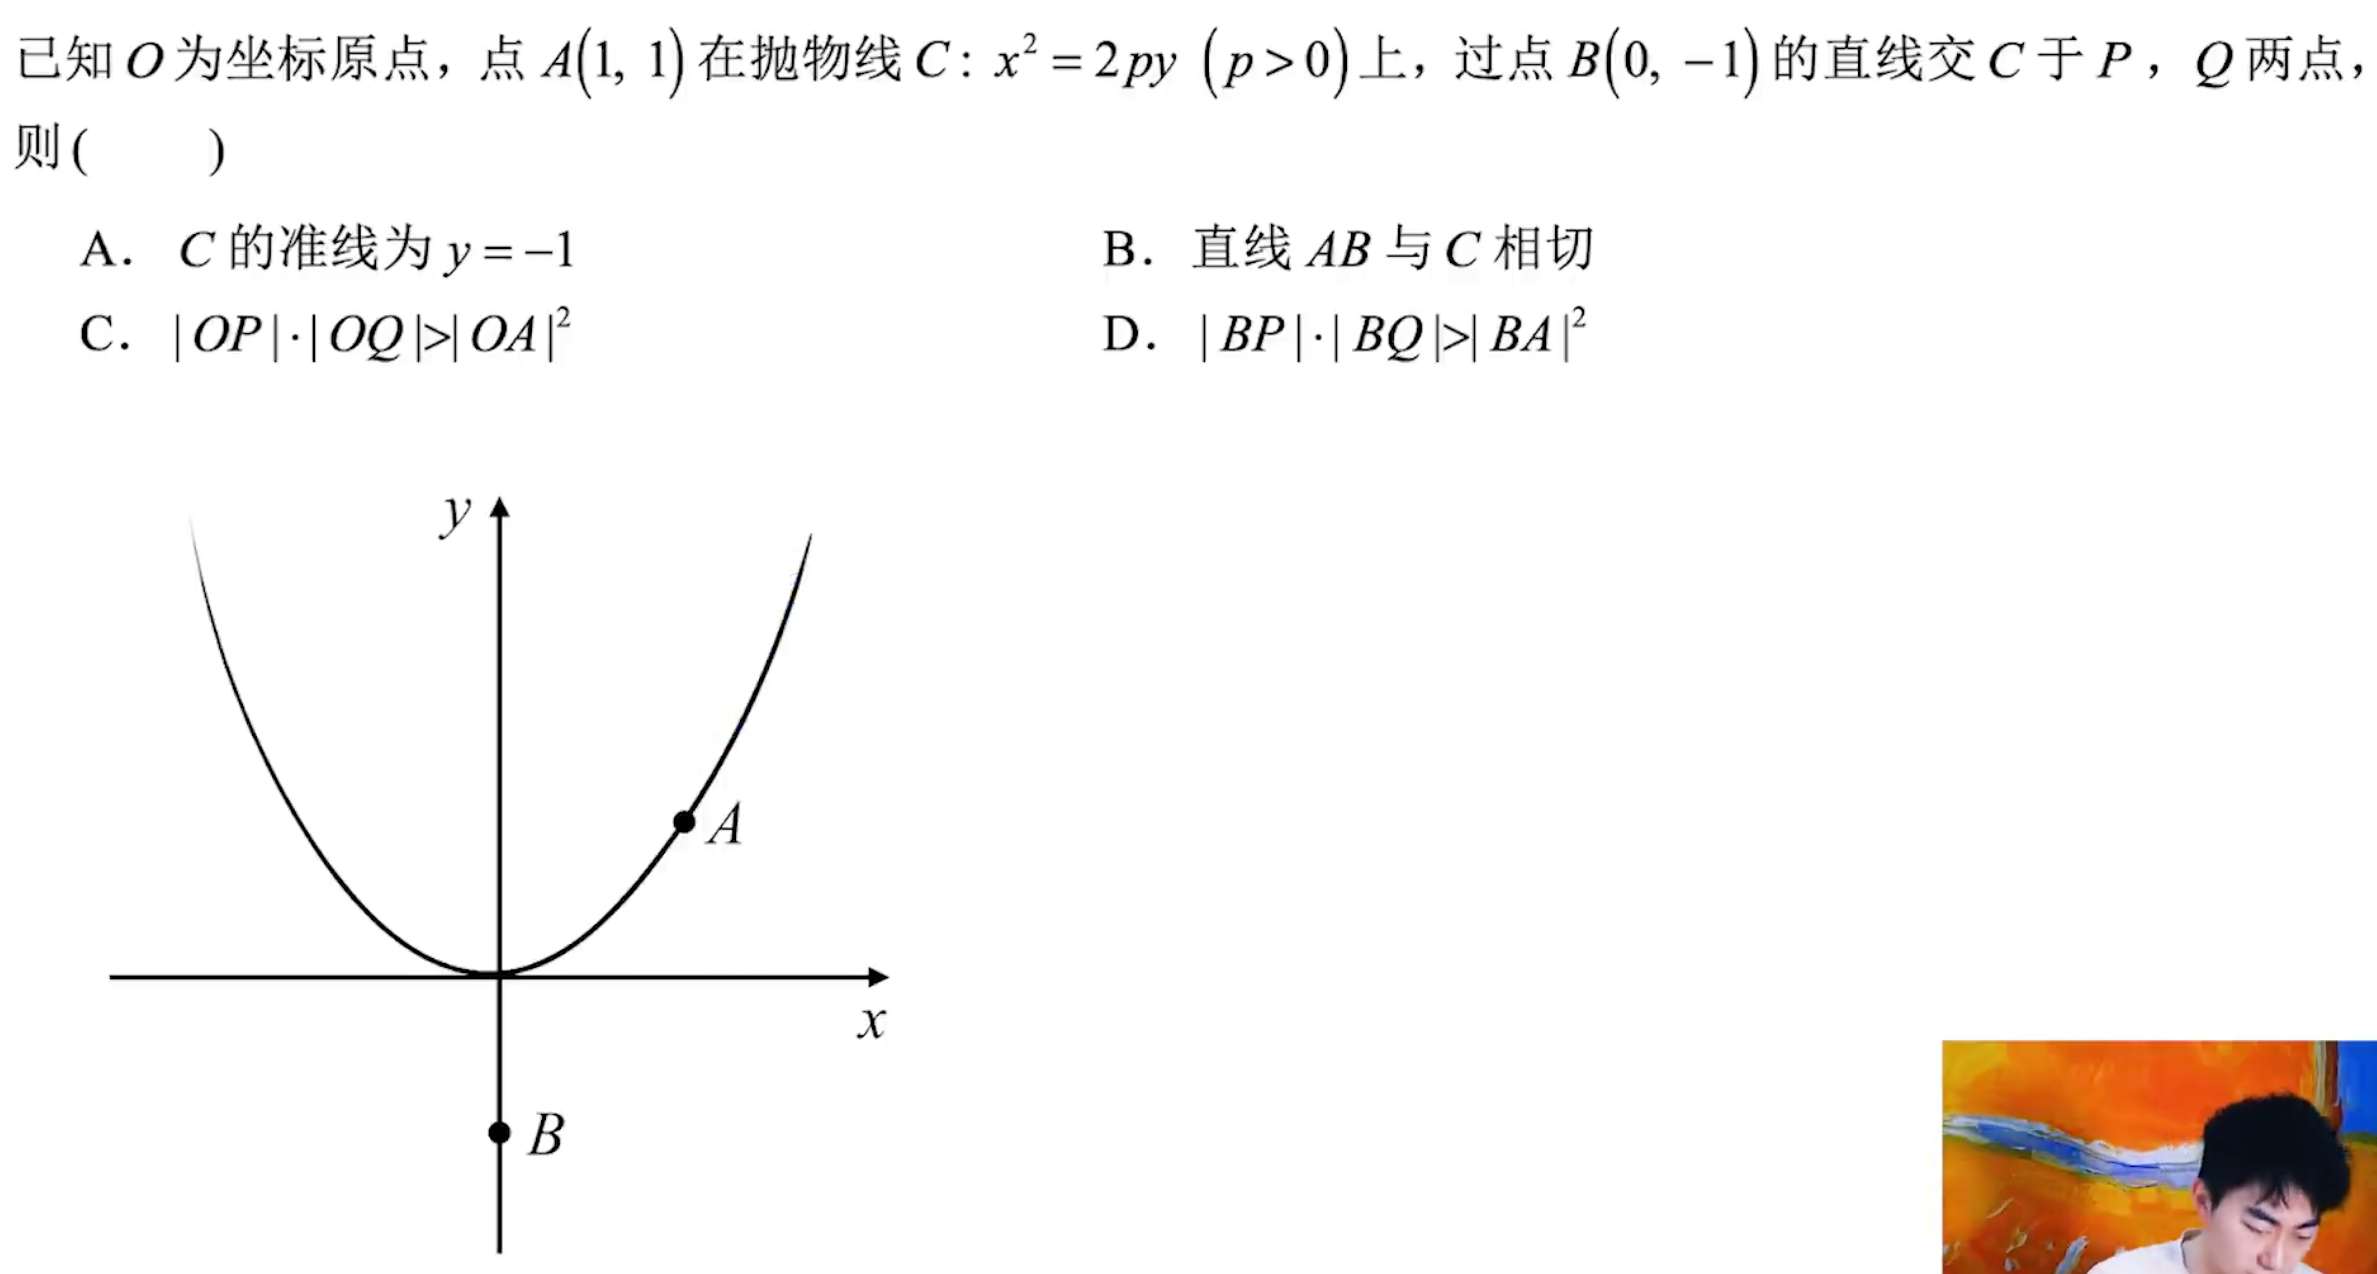 已知 O 为坐标原点，点 A(1, 1) 在抛物线 C : x² = 2py (p > 0) 上，过点 B(0, −1) 的直线交 C 于 P ，Q 两点，
则( )
A． C 的准线为 y = −1 B．直线 AB 与 C 相切
C． | OP | · | OQ |>| OA |² D． | BP | · | BQ |>| BA |²
y
A
x
B